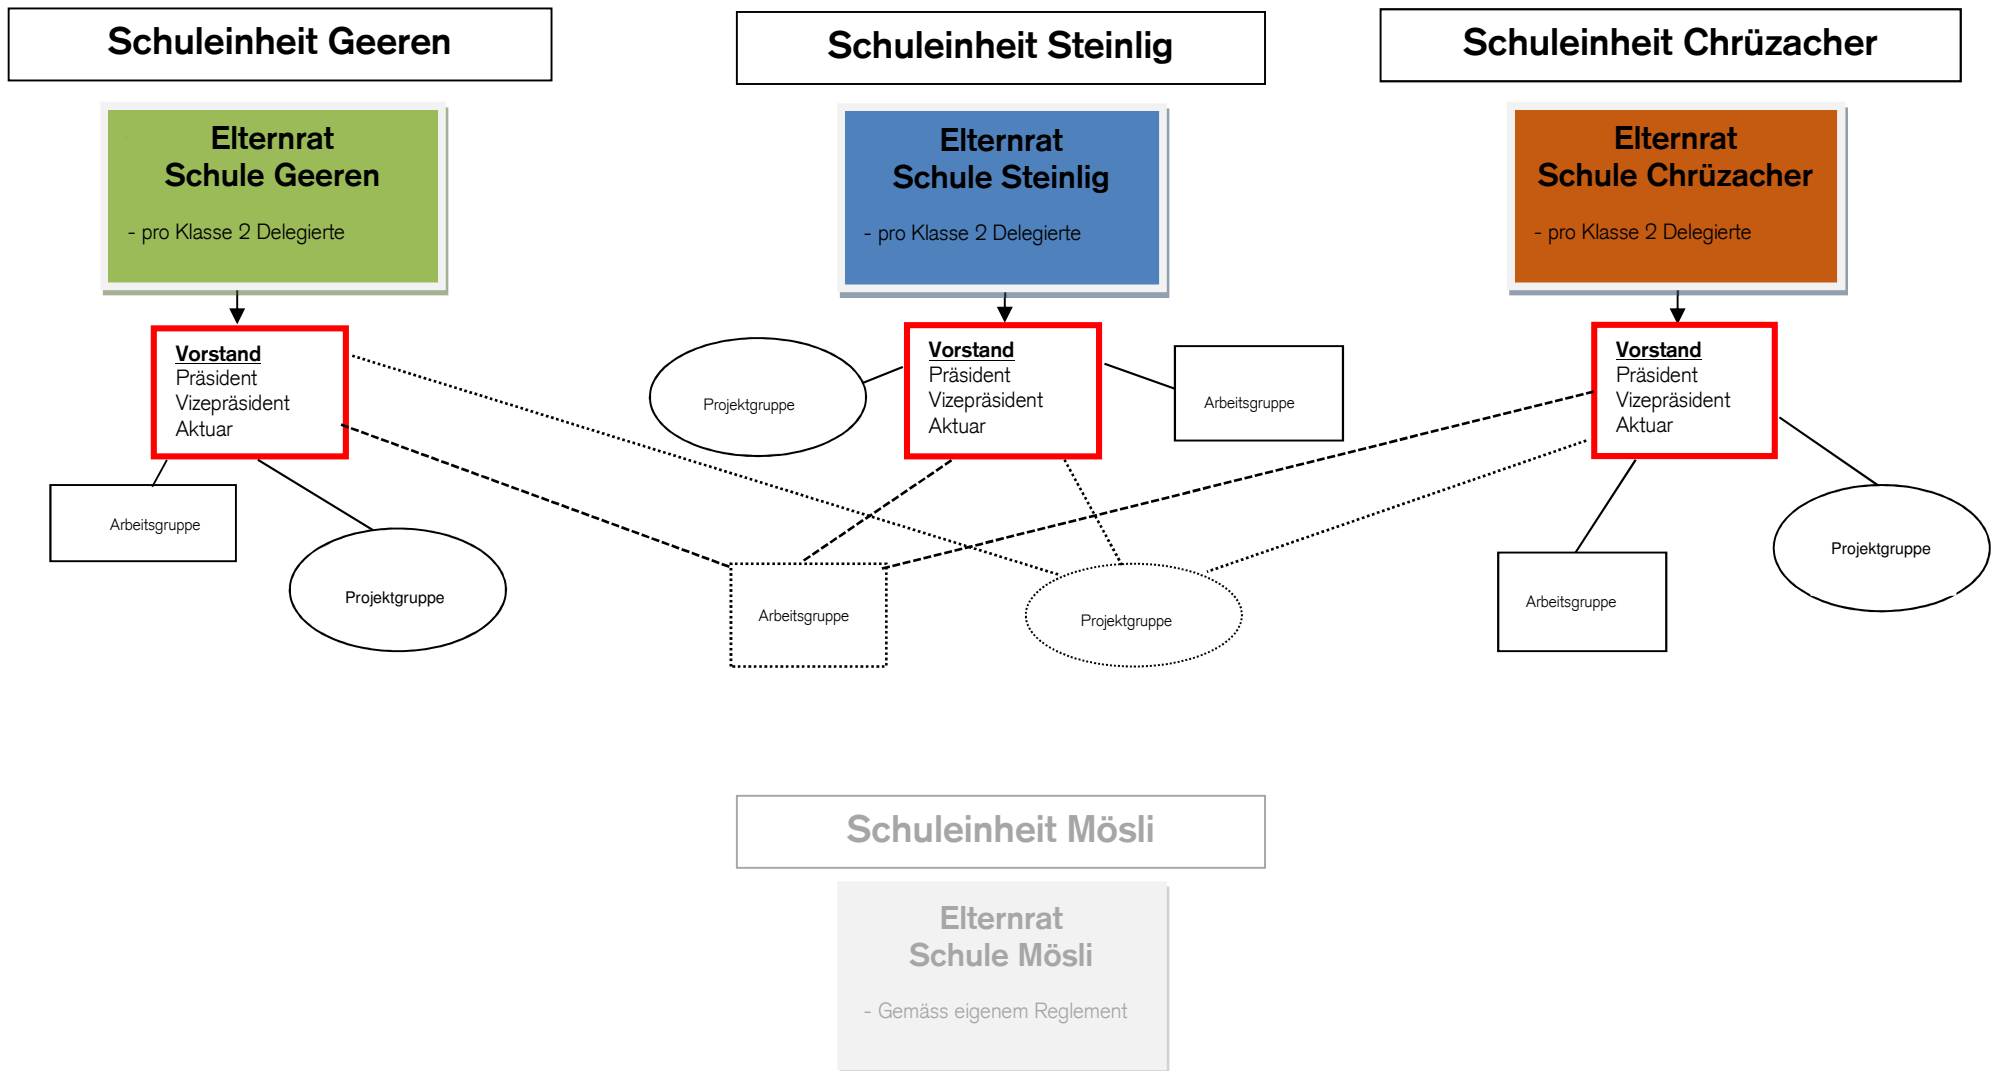 Schuleinheit Geeren
Schuleinheit Steinlig
Schuleinheit Chrüzacher
Elternrat
Schule Geeren
- pro Klasse 2 Delegierte
Elternrat
Schule Steinlig
- pro Klasse 2 Delegierte
Elternrat
Schule Chrüzacher
- pro Klasse 2 Delegierte
Vorstand
Präsident
Vizepräsident
Aktuar
Arbeitsgruppe
Projektgruppe
Projektgruppe
Vorstand
Präsident
Vizepräsident
Aktuar
Arbeitsgruppe
Arbeitsgruppe
Projektgruppe
Vorstand
Präsident
Vizepräsident
Aktuar
Arbeitsgruppe
Projektgruppe
Schuleinheit Mösli
Elternrat
Schule Mösli
- Gemäss eigenem Reglement